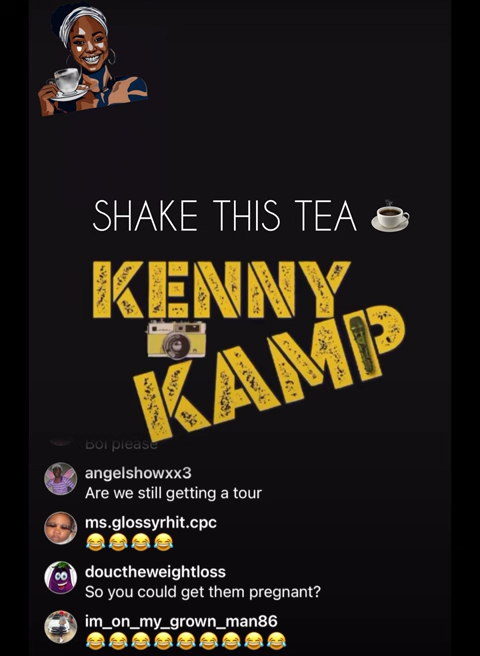 SHAKE THIS TEA ☕
KENNY
KAMP
Boi please
angelshowxx3
Are we still getting a tour
ms.glossyrhit.cpc
😂😂😂😂
douctheweightloss
So you could get them pregnant?
im_on_my_grown_man86
😂😂😂😂😂😂😂😂😂